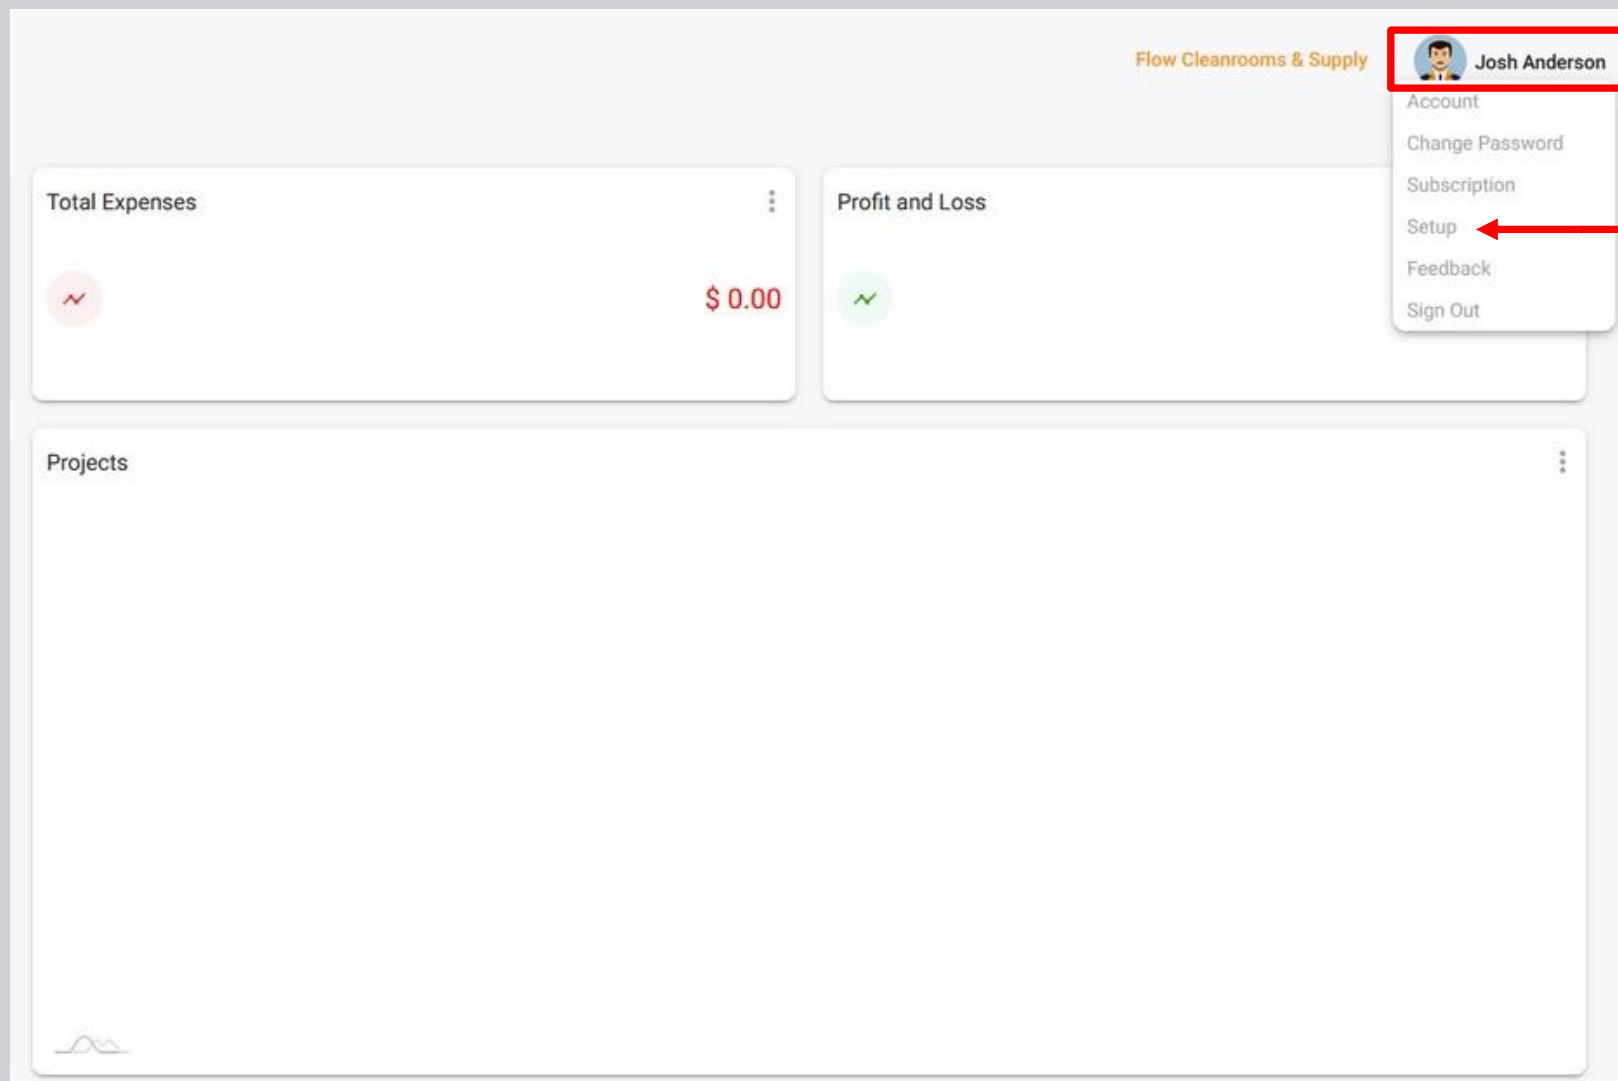 Flow Cleanrooms & Supply
Josh Anderson
Account
Change Password
Subscription
Setup
Feedback
Sign Out
Total Expenses
$ 0.00
Profit and Loss
Projects